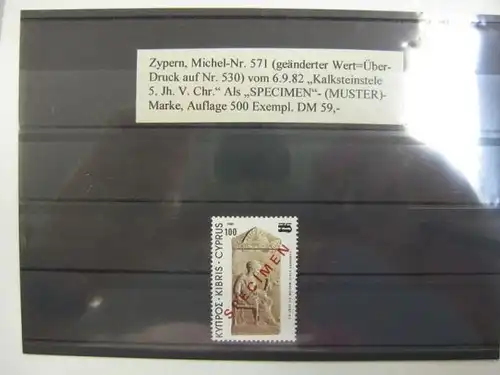 Zypern, Michel-Nr. 571 (geänderter Wert=Über-
Druck auf Nr. 530) vom 6.9.82 „Kalksteinstele
5. Jh. V. Chr.“ Als „SPECIMEN“- (MUSTER)-
Marke, Auflage 500 Exempl. DM 59,-
100
SPECIMEN
ΚΥΠΡΟΣ·KIBRIS·CYPRUS